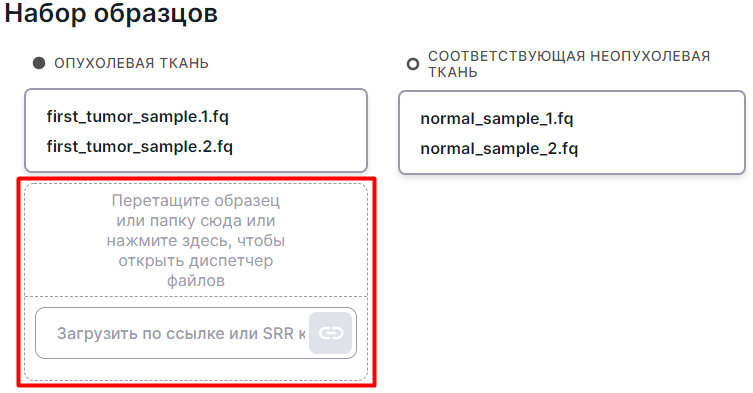 Набор образцов
ОПУХОЛЕВАЯ ТКАНЬ
first_tumor_sample.1.fq
first_tumor_sample.2.fq
Перетащите образец
или папку сюда или
нажмите здесь, чтобы
открыть диспетчер
файлов
Загрузить по ссылке или SRR к
СООТВЕТСТВУЮЩАЯ НЕОПУХОЛЕВАЯ
ТКАНЬ
normal_sample_1.fq
normal_sample_2.fq